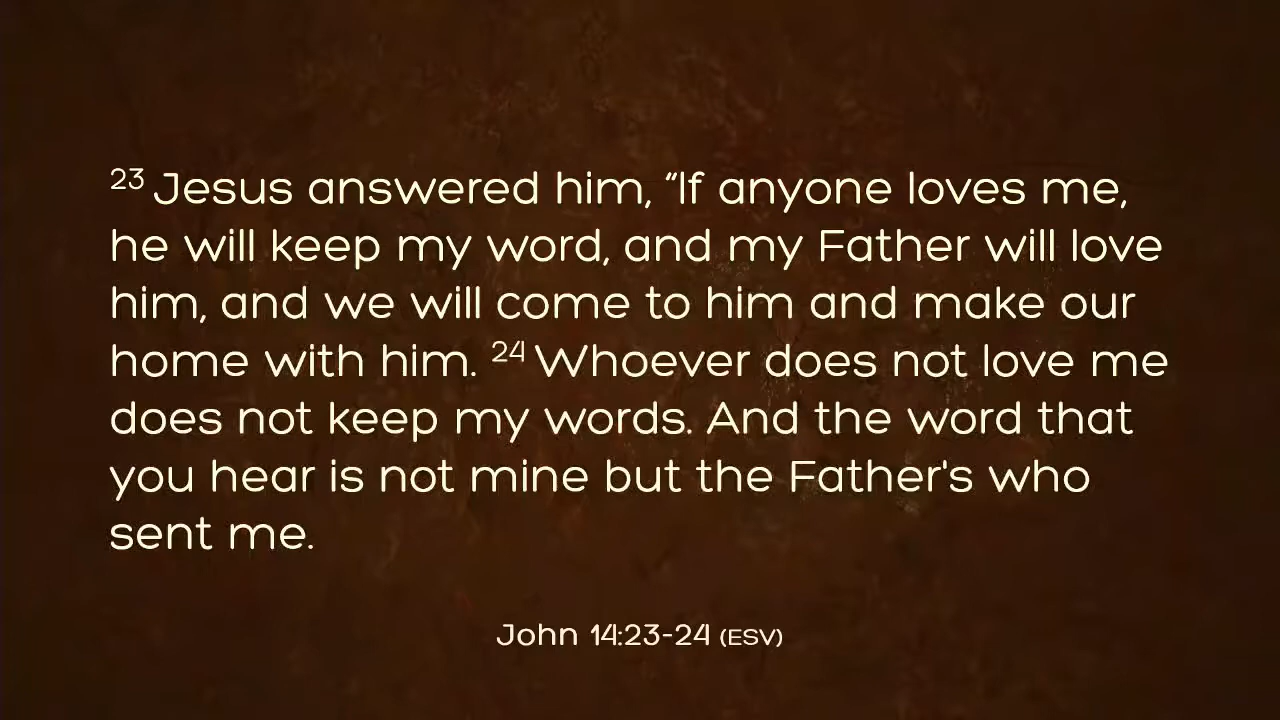 23 Jesus answered him, “If anyone loves me,
he will keep my word, and my Father will love
him, and we will come to him and make our
home with him. 24 Whoever does not love me
does not keep my words. And the word that
you hear is not mine but the Father's who
sent me.
John 14:23-24 (ESV)